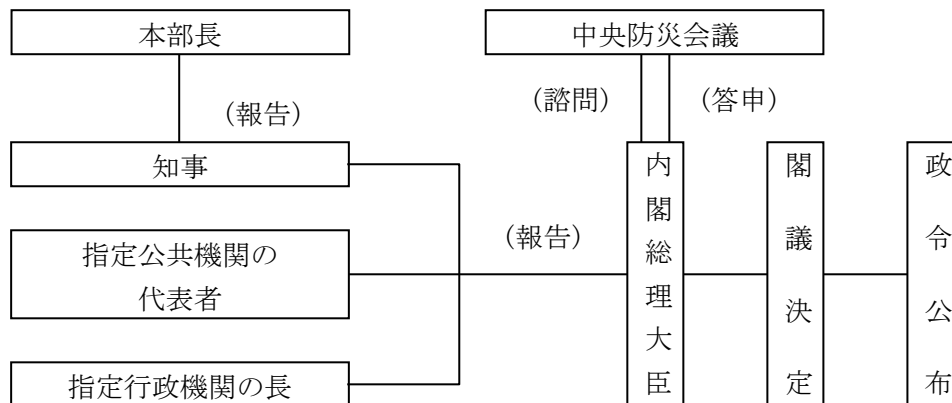 本部長
中央防災会議
(報告)
(諮問)
(答申)
知事
指定公共機関の
代表者
指定行政機関の長
(報告)
内閣総理大臣
閣議決定
政令公布